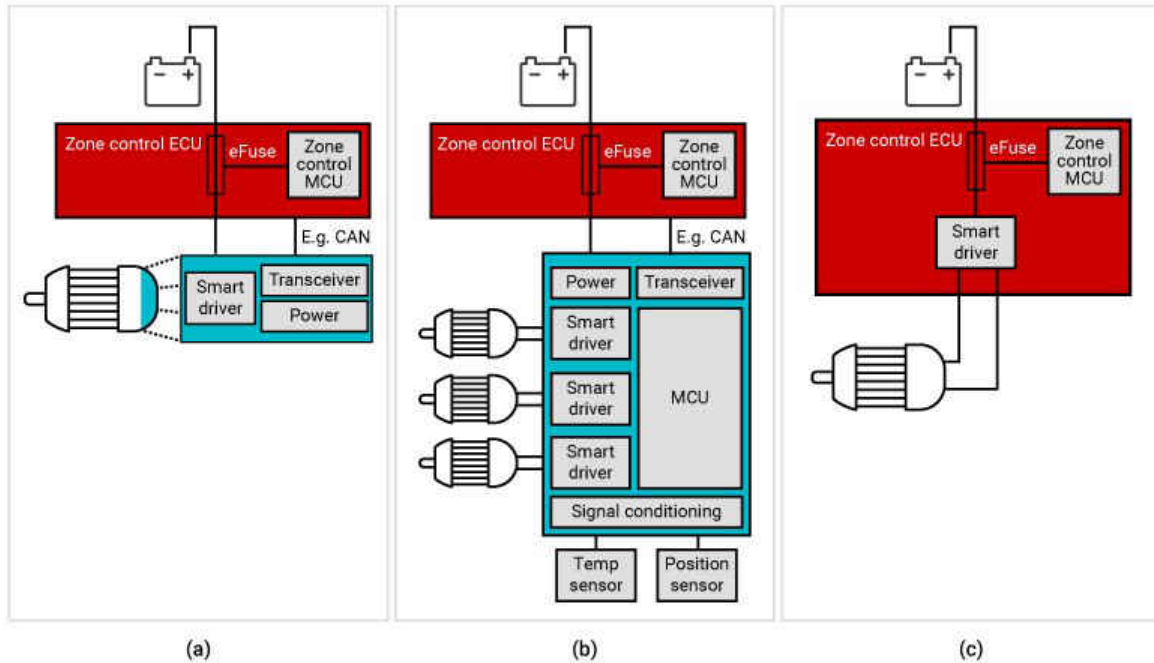 − +
Zone control ECU
eFuse
Zone
control
MCU
E.g. CAN
Smart
driver
Transceiver
Power
(a)
− +
Zone control ECU
eFuse
Zone
control
MCU
E.g. CAN
Power
Transceiver
Smart
driver
Smart
driver
Smart
driver
MCU
Signal conditioning
Temp
sensor
Position
sensor
(b)
− +
Zone control ECU
eFuse
Zone
control
MCU
Smart
driver
(c)